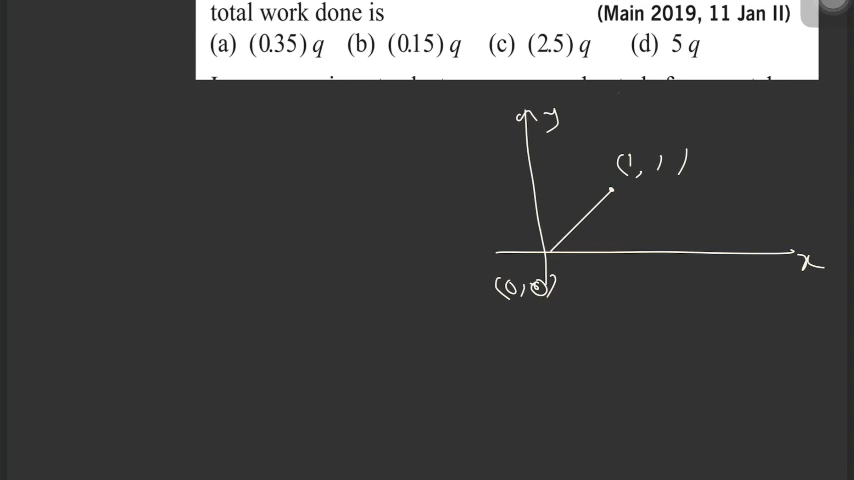 total work done is (Main 2019, 11 Jan II)
(a) (0.35) q (b) (0.15) q (c) (2.5) q (d) 5 q
y
(1, 1)
x
(0, 0)